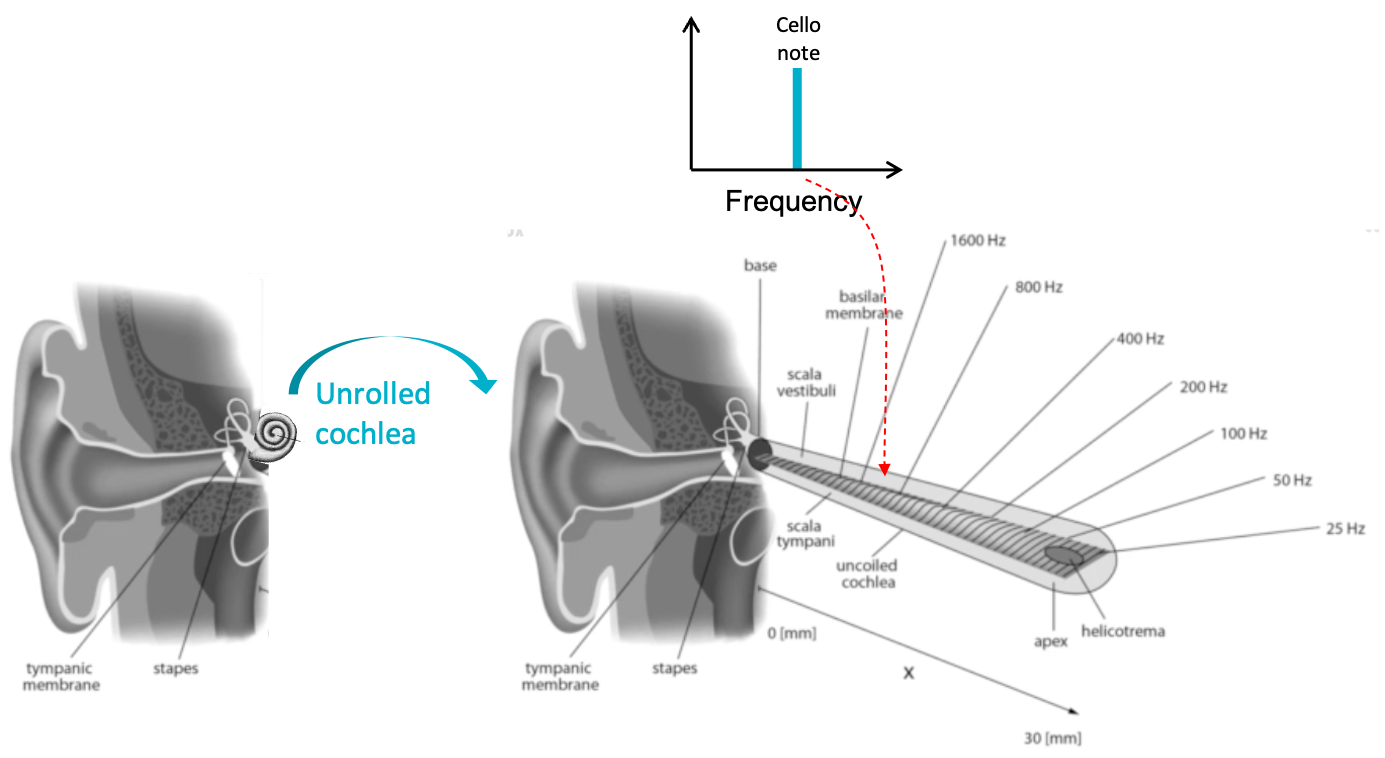 Cello
note
Frequency
1600 Hz
base
800 Hz
basilar
membrane
400 Hz
scala
vestibuli
200 Hz
Unrolled
cochlea
100 Hz
50 Hz
25 Hz
scala
tympani
uncoiled
cochlea
0 [mm]
helicotrema
apex
tympanic
membrane
stapes
tympanic
membrane
stapes
X
30 [mm]